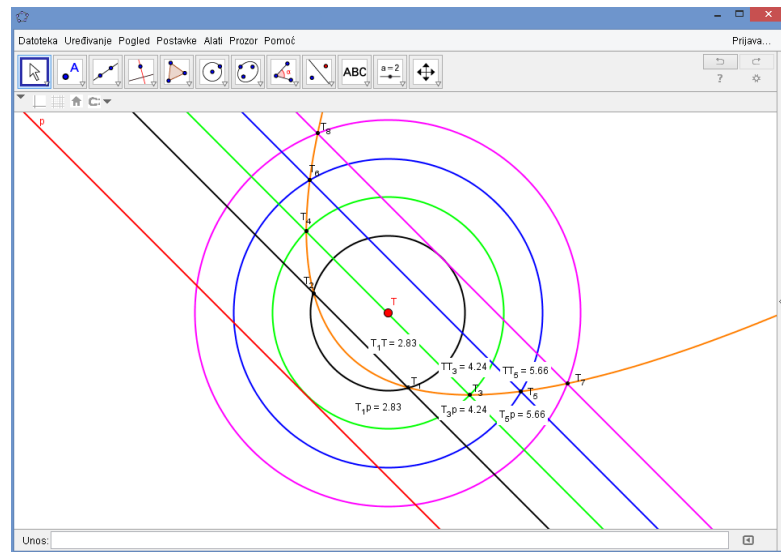 Datoteka Uređivanje Pogled Postavke Alati Prozor Pomoć
Prijava...
A
α
ABC
a = 2
?
p
T₈
T₆
T₄
T₂
T
T₁T = 2.83
TT₃ = 4.24
TT₅ = 5.66
T₇
T₁
T₃
T₅
T₁p = 2.83
T₃p = 4.24
T₅p = 5.66
Unos: